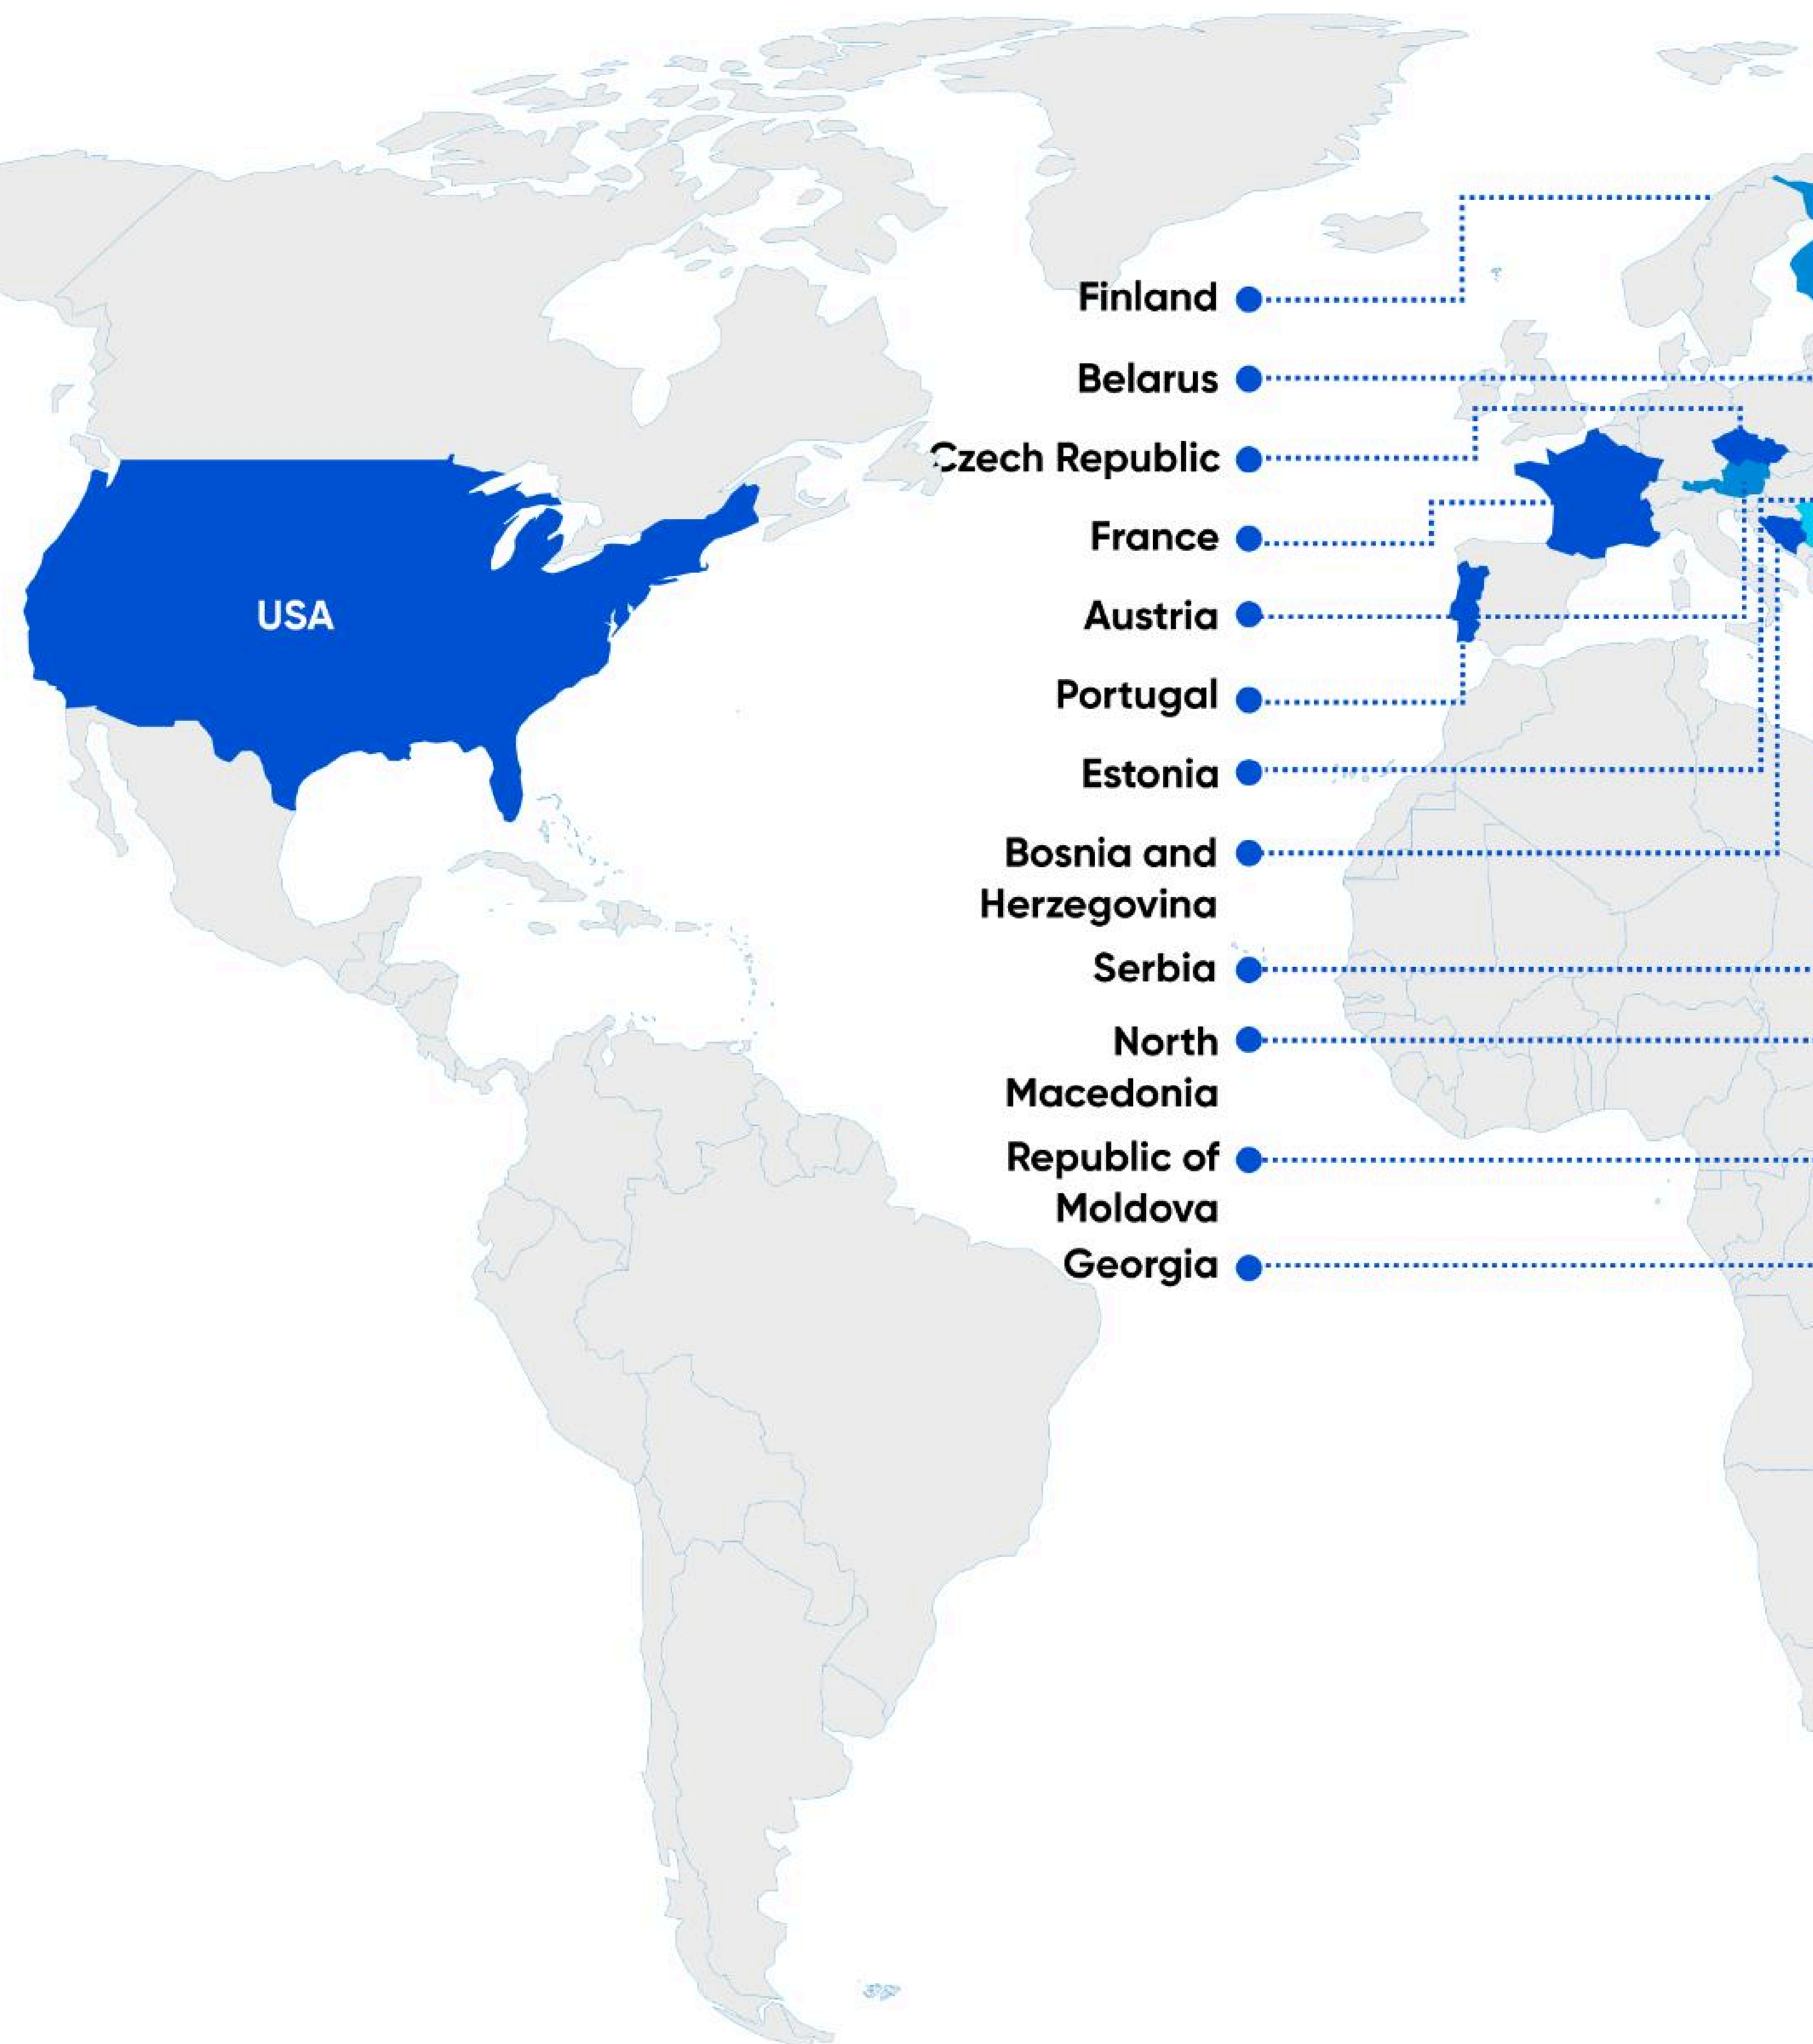 Finland
Belarus
Czech Republic
France
USA
Austria
Portugal
Estonia
Bosnia and
Herzegovina
Serbia
North
Macedonia
Republic of
Moldova
Georgia